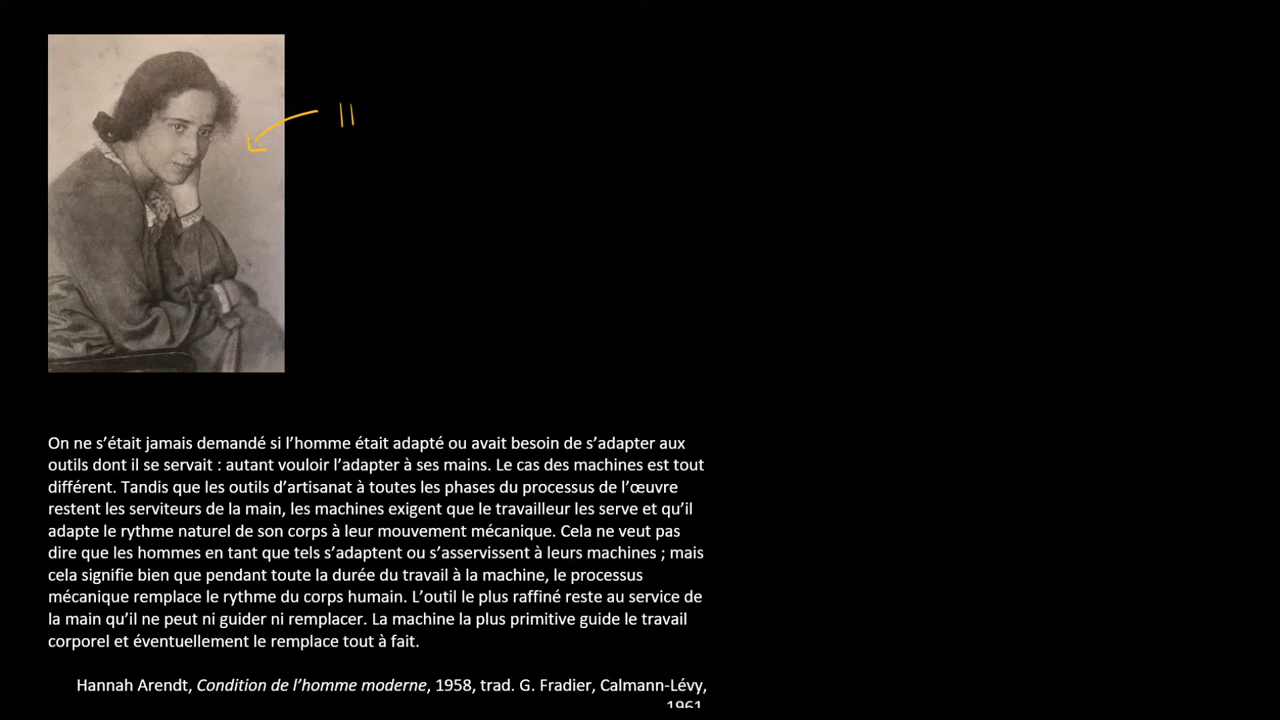 ||
On ne s’était jamais demandé si l’homme était adapté ou avait besoin de s’adapter aux
outils dont il se servait : autant vouloir l’adapter à ses mains. Le cas des machines est tout
différent. Tandis que les outils d’artisanat à toutes les phases du processus de l’œuvre
restent les serviteurs de la main, les machines exigent que le travailleur les serve et qu’il
adapte le rythme naturel de son corps à leur mouvement mécanique. Cela ne veut pas
dire que les hommes en tant que tels s’adaptent ou s’asservissent à leurs machines ; mais
cela signifie bien que pendant toute la durée du travail à la machine, le processus
mécanique remplace le rythme du corps humain. L’outil le plus raffiné reste au service de
la main qu’il ne peut ni guider ni remplacer. La machine la plus primitive guide le travail
corporel et éventuellement le remplace tout à fait.
Hannah Arendt, Condition de l’homme moderne, 1958, trad. G. Fradier, Calmann-Lévy,
1961